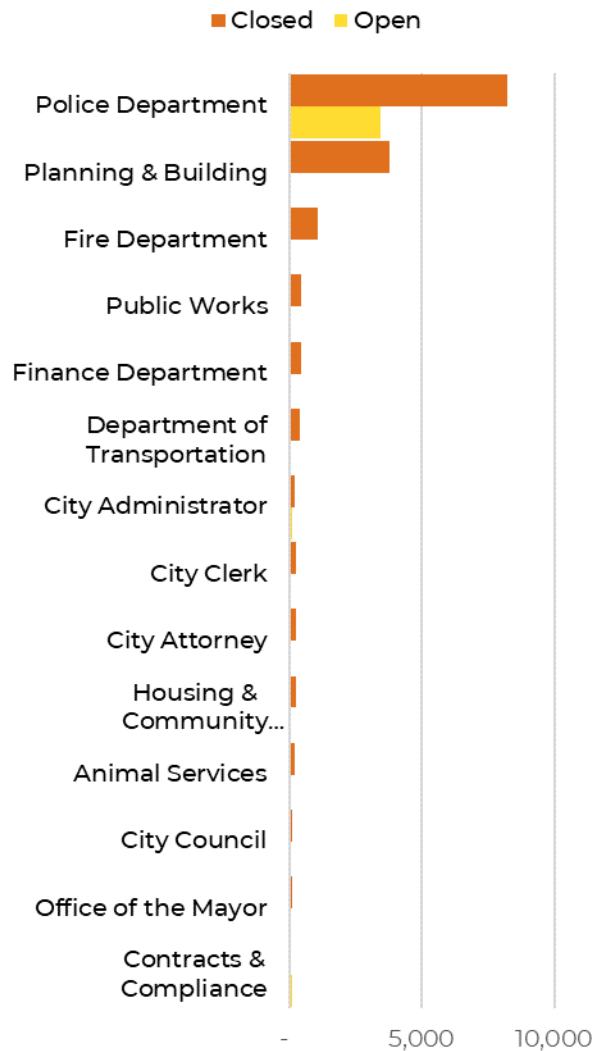 Closed Open
Police Department
Planning & Building
Fire Department
Public Works
Finance Department
Department of
Transportation
City Administrator
City Clerk
City Attorney
Housing &
Community...
Animal Services
City Council
Office of the Mayor
Contracts &
Compliance
- 5,000 10,000